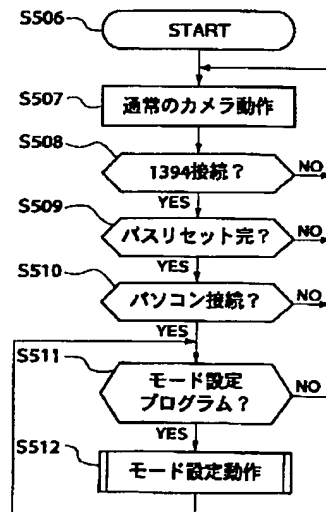 S506
START
S507
通常のカメラ動作
S508
1394接続？
NO
YES
S509
バスリセット完？
NO
YES
S510
パソコン接続？
NO
YES
S511
モード設定
プログラム？
NO
YES
S512
モード設定動作